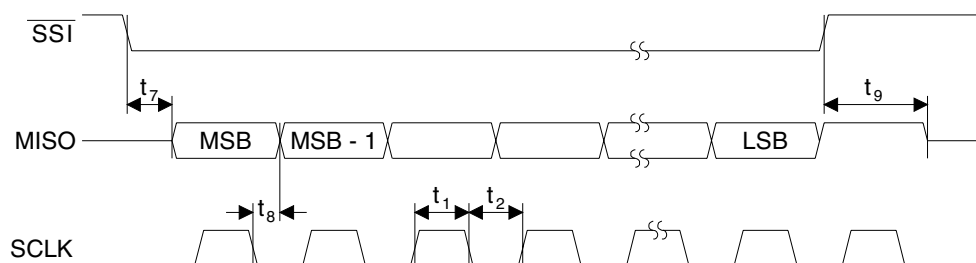 SSI
t7
t9
MISO
MSB
MSB - 1
LSB
t8
t1
t2
SCLK